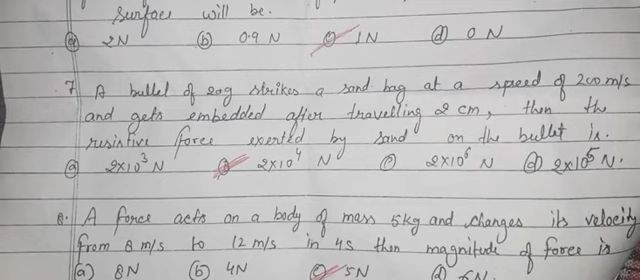 surface will be.
(a) 2N (b) 0.9 N (c) 1N (d) 0 N
7. A bullet of 20g strikes a sand bag at a speed of 200 m/s
and gets embedded after travelling 2 cm, then the
resistive force exerted by sand on the bullet is.
(a) 2×10³ N (b) 2×10⁴ N (c) 2×10⁶ N (d) 2×10⁵ N.
8. A force acts on a body of mass 5kg and changes its velocity
from 8 m/s to 12 m/s in 4s then magnitude of force is
(a) 8N (b) 4N (c) 5N (d)